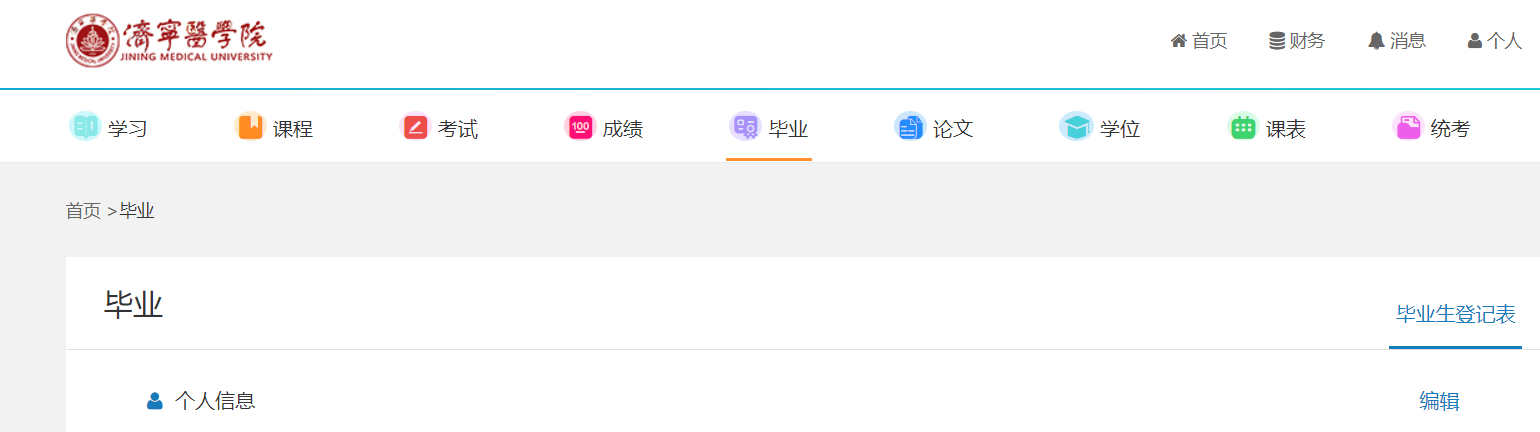 濟寧醫學院
JINING MEDICAL UNIVERSITY
首页 财务 消息 个人
学习 课程 考试 100 成绩 毕业 论文 学位 课表 统考
首页 >毕业
毕业
毕业生登记表
个人信息 编辑